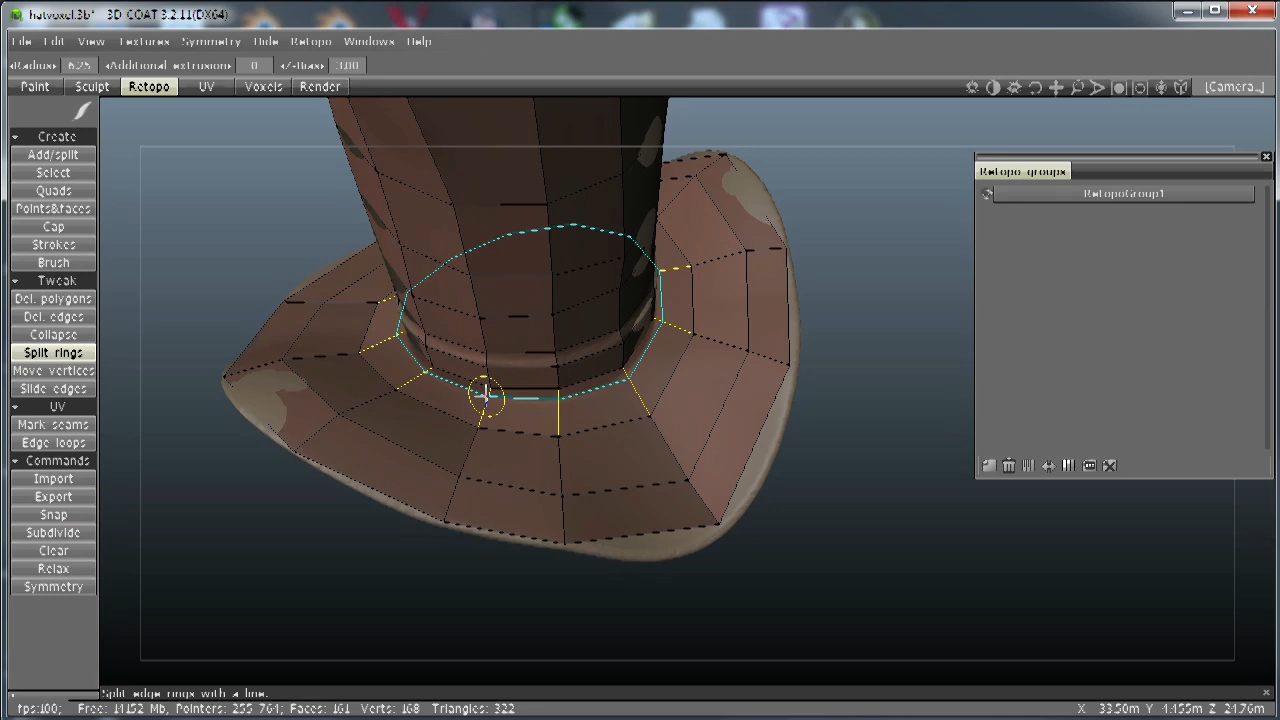 hatvoxel.3b* - 3D-COAT 3.2.11(DX64)
File Edit View Textures Symmetry Hide Retopo Windows Help
<Radius> 6.25 <Additional extrusion> 0 </-Bias> 3.00
Paint Sculpt Retopo UV Voxels Render [Camera_]
Create
Add/split
Select
Quads
Points&faces
Cap
Strokes
Brush
Tweak
Del. polygons
Del. edges
Collapse
Split rings
Move vertices
Slide edges
UV
Mark seams
Edge loops
Commands
Import
Export
Snap
Subdivide
Clear
Relax
Symmetry
Retopo groups
RetopoGroup1
Split edge rings with a line.
fps:100; Free: 14152 Mb, Pointers: 255 764; Faces: 161 Verts: 168 Triangles: 322 X 33.50m Y 4.155m Z 24.76m